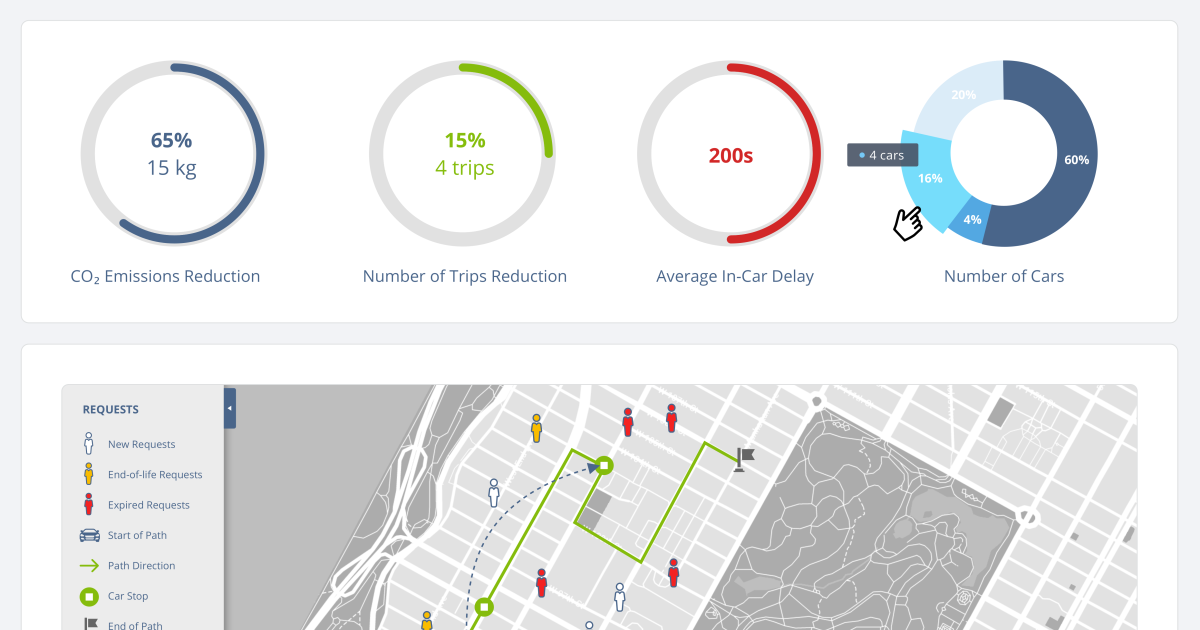 65%
15 kg
CO₂ Emissions Reduction
15%
4 trips
Number of Trips Reduction
200s
Average In-Car Delay
20%
60%
4 cars
16%
4%
Number of Cars
REQUESTS
New Requests
End-of-life Requests
Expired Requests
Start of Path
Path Direction
Car Stop
End of Path